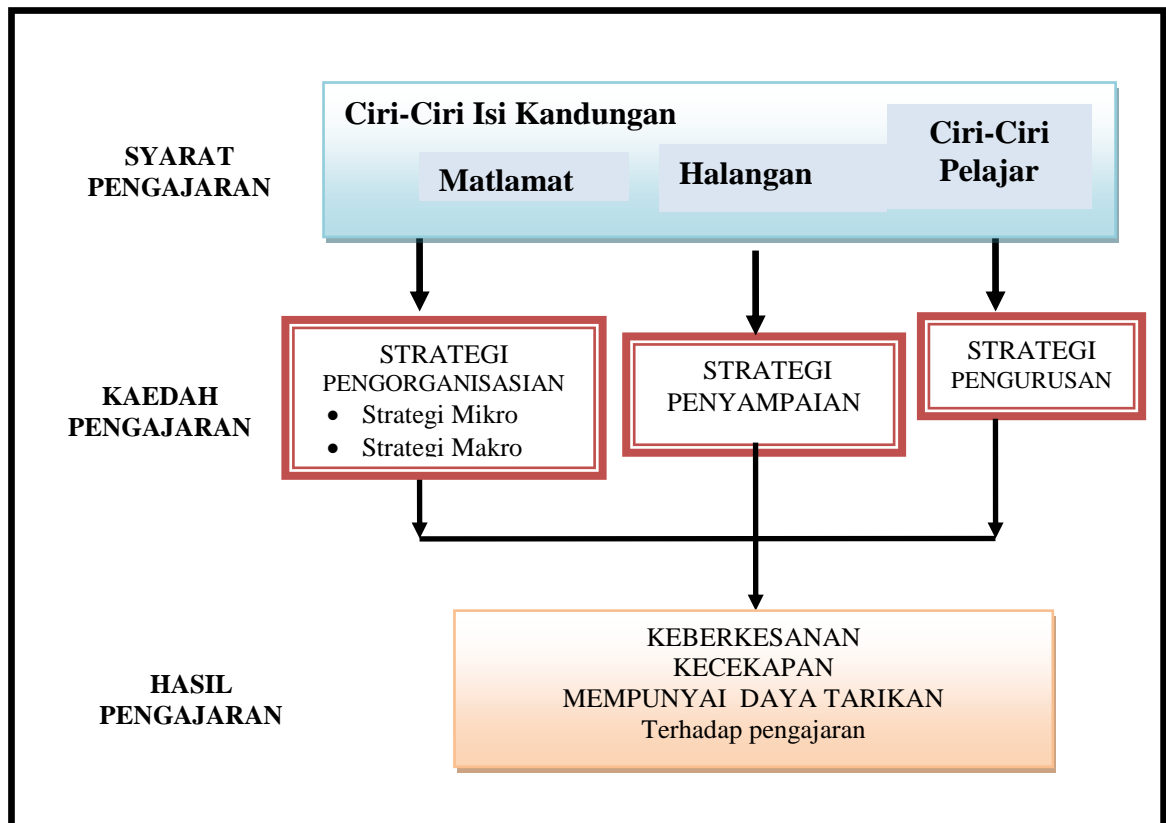 Ciri-Ciri Isi Kandungan
Ciri-Ciri
Pelajar
Matlamat
Halangan
SYARAT
PENGAJARAN
STRATEGI
PENGORGANISASIAN
• Strategi Mikro
• Strategi Makro
STRATEGI
PENYAMPAIAN
STRATEGI
PENGURUSAN
KAEDAH
PENGAJARAN
KEBERKESANAN
KECEKAPAN
MEMPUNYAI DAYA TARIKAN
Terhadap pengajaran
HASIL
PENGAJARAN